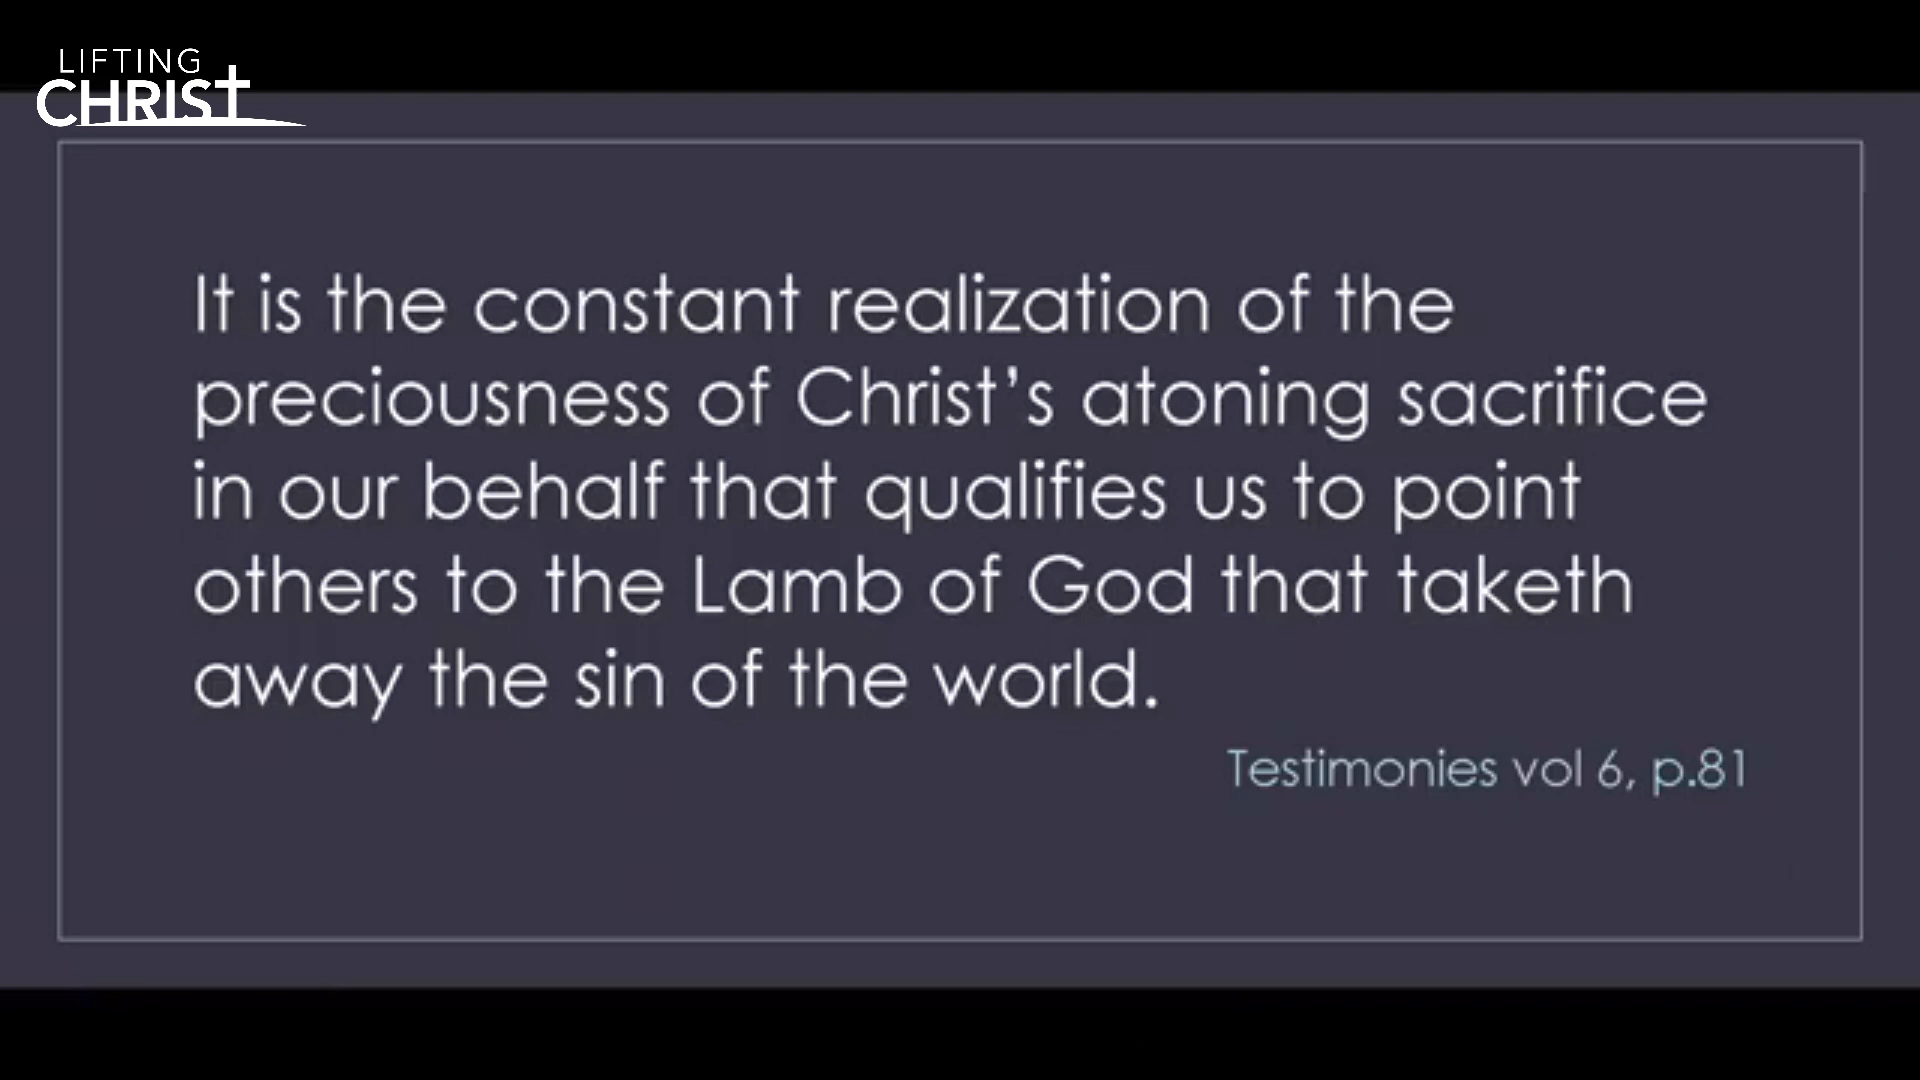 LIFTING
CHRIST
It is the constant realization of the
preciousness of Christ’s atoning sacrifice
in our behalf that qualifies us to point
others to the Lamb of God that taketh
away the sin of the world.
Testimonies vol 6, p.81